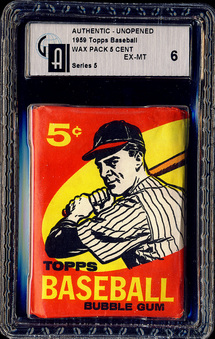 AUTHENTIC - UNOPENED
1959 Topps Baseball
WAX PACK 5 CENT
EX-MT
6
Series 5
GAI
5¢
TOPPS
BASEBALL
BUBBLE GUM